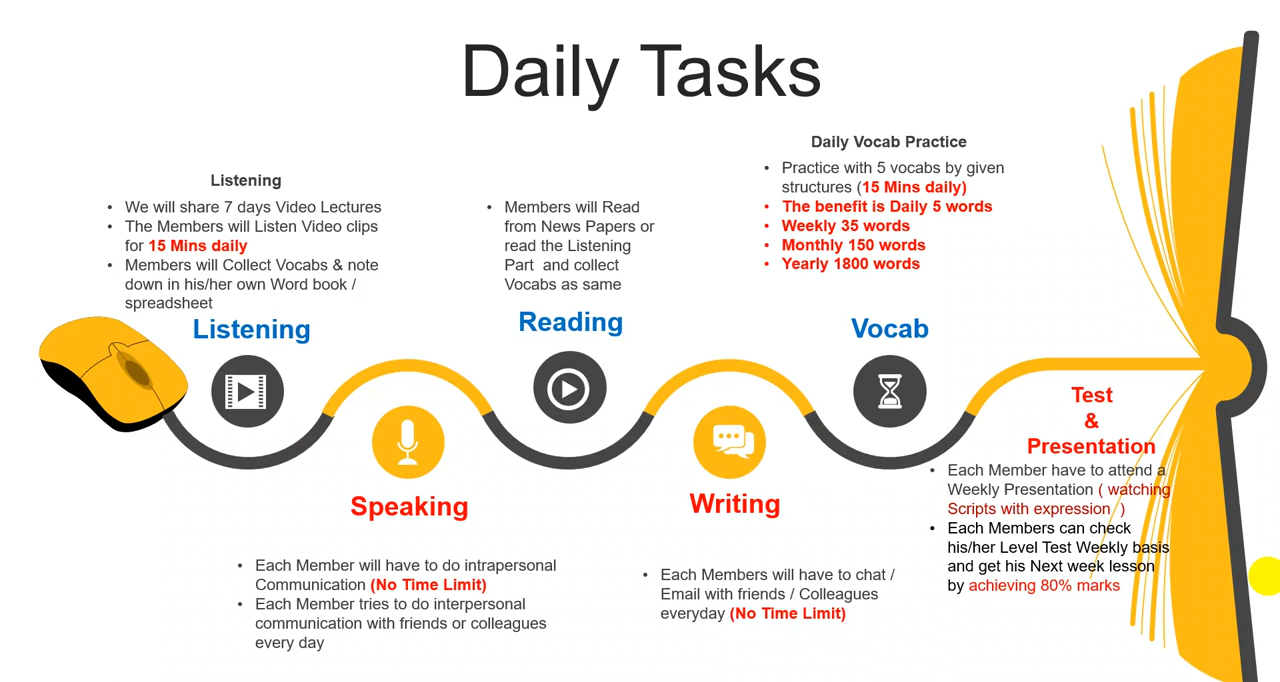 Daily Tasks
Listening
• We will share 7 days Video Lectures
• The Members will Listen Video clips
for 15 Mins daily
• Members will Collect Vocabs & note
down in his/her own Word book /
spreadsheet
Listening
• Members will Read
from News Papers or
read the Listening
Part and collect
Vocabs as same
Reading
Daily Vocab Practice
• Practice with 5 vocabs by given
structures (15 Mins daily)
• The benefit is Daily 5 words
• Weekly 35 words
• Monthly 150 words
• Yearly 1800 words
Vocab
Speaking
• Each Member will have to do intrapersonal
Communication (No Time Limit)
• Each Member tries to do interpersonal
communication with friends or colleagues
every day
Writing
• Each Members will have to chat /
Email with friends / Colleagues
everyday (No Time Limit)
Test
&
Presentation
• Each Member have to attend a
Weekly Presentation ( watching
Scripts with expression )
• Each Members can check
his/her Level Test Weekly basis
and get his Next week lesson
by achieving 80% marks